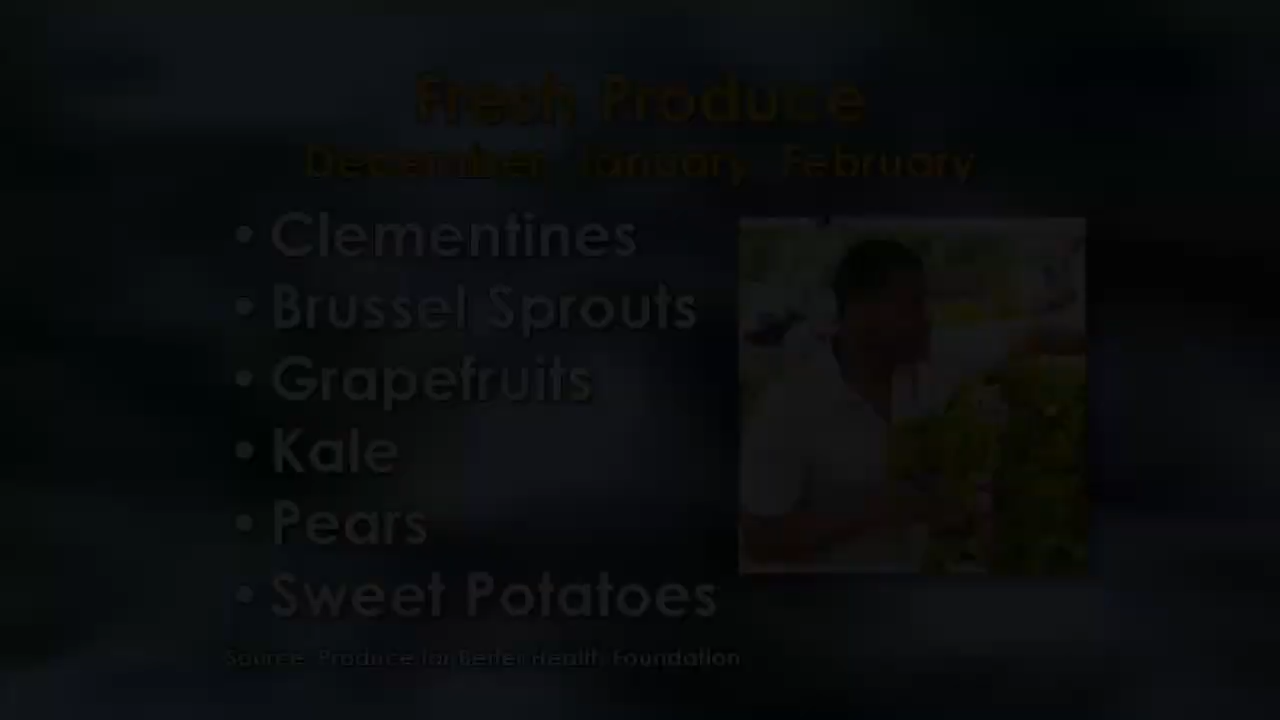 Fresh Produce
December, January, February
• Clementines
• Brussel Sprouts
• Grapefruits
• Kale
• Pears
• Sweet Potatoes
Source: Produce for Better Health Foundation